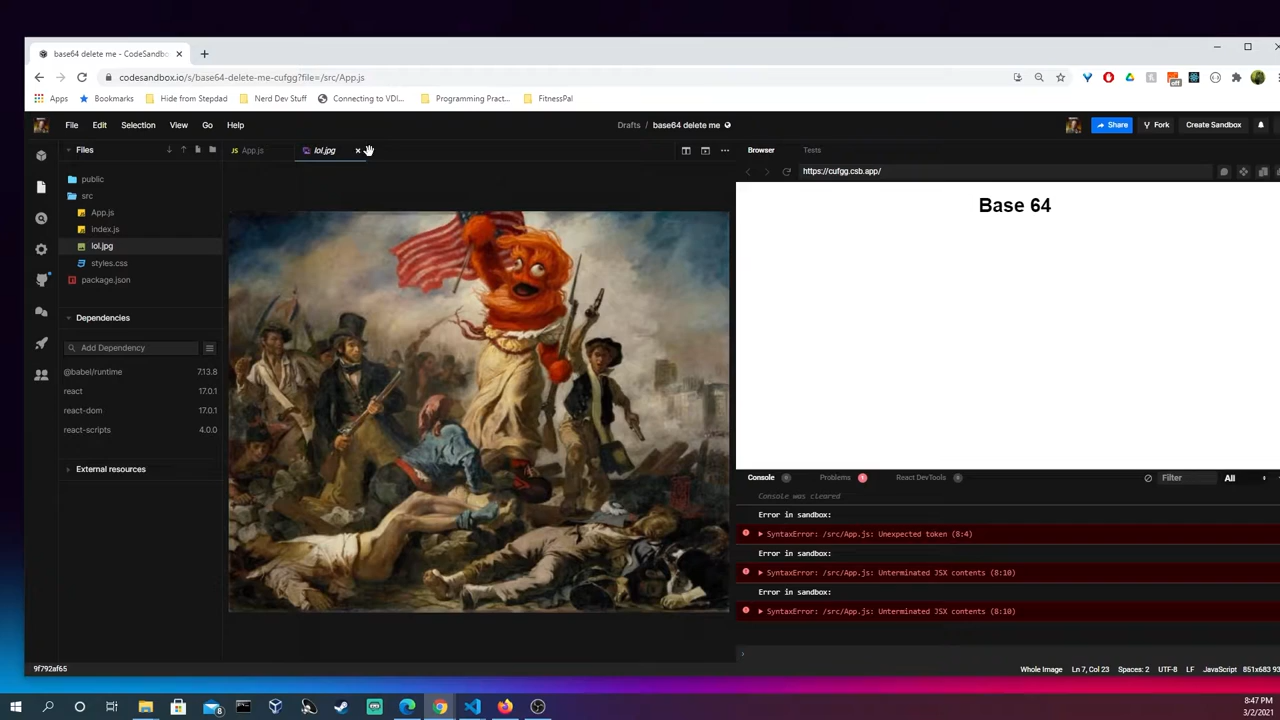 base64 delete me - CodeSandbo
codesandbox.io/s/base64-delete-me-cufgg?file=/src/App.js
Apps
Bookmarks
Hide from Stepdad
Nerd Dev Stuff
Connecting to VDI...
Programming Pract...
FitnessPal
File
Edit
Selection
View
Go
Help
Drafts / base64 delete me
Share
Fork
Create Sandbox
Files
JS App.js
lol.jpg
Browser
Tests
https://cufgg.csb.app/
public
src
App.js
index.js
lol.jpg
styles.css
package.json
Base 64
Dependencies
Add Dependency
@babel/runtime 7.13.8
react 17.0.1
react-dom 17.0.1
react-scripts 4.0.0
External resources
Console 0
Problems 1
React DevTools
Filter
All
Console was cleared
Error in sandbox:
SyntaxError: /src/App.js: Unexpected token (8:4)
Error in sandbox:
SyntaxError: /src/App.js: Unterminated JSX contents (8:10)
Error in sandbox:
SyntaxError: /src/App.js: Unterminated JSX contents (8:10)
9f792af65
Whole Image
Ln 7, Col 23
Spaces: 2
UTF-8
LF
JavaScript
851x683 93
8:47 PM
3/2/2021